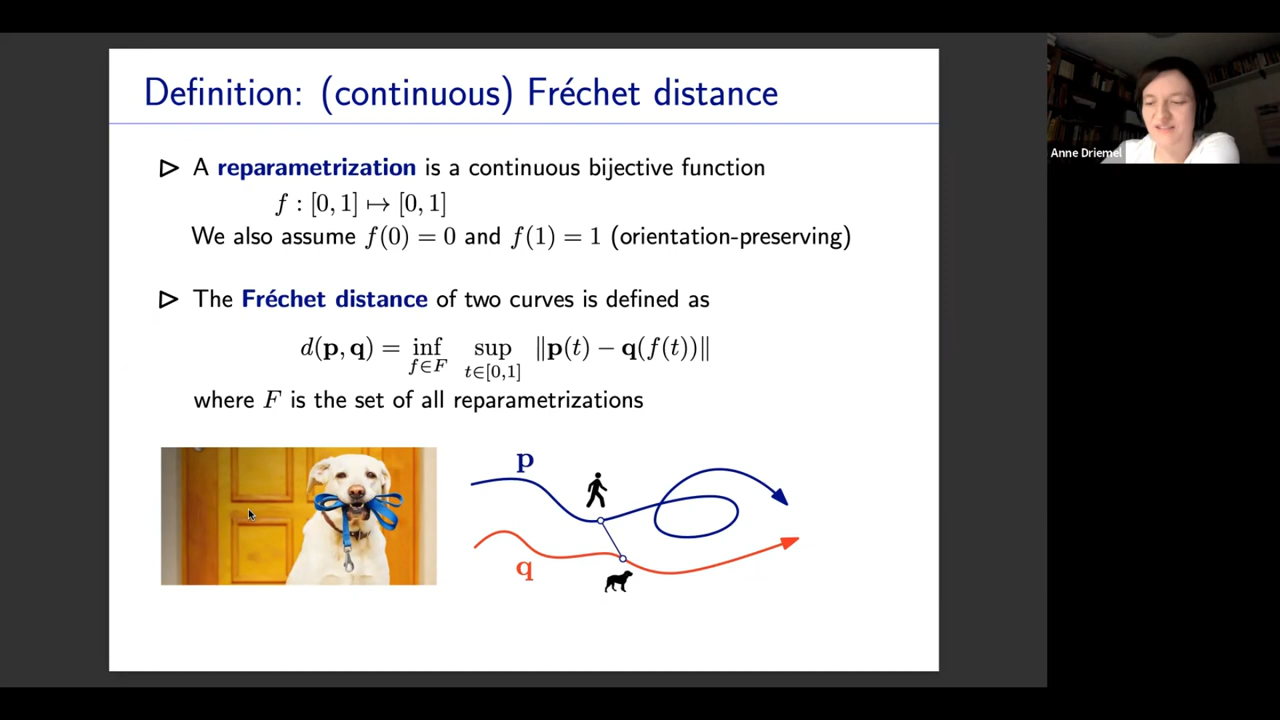 Definition: (continuous) Fréchet distance
A reparametrization is a continuous bijective function
f : [0, 1] ↦ [0, 1]
We also assume f(0) = 0 and f(1) = 1 (orientation-preserving)
The Fréchet distance of two curves is defined as
d(p, q) = inf sup ‖p(t) − q(f(t))‖
f∈F t∈[0,1]
where F is the set of all reparametrizations
p
q
Anne Driemel